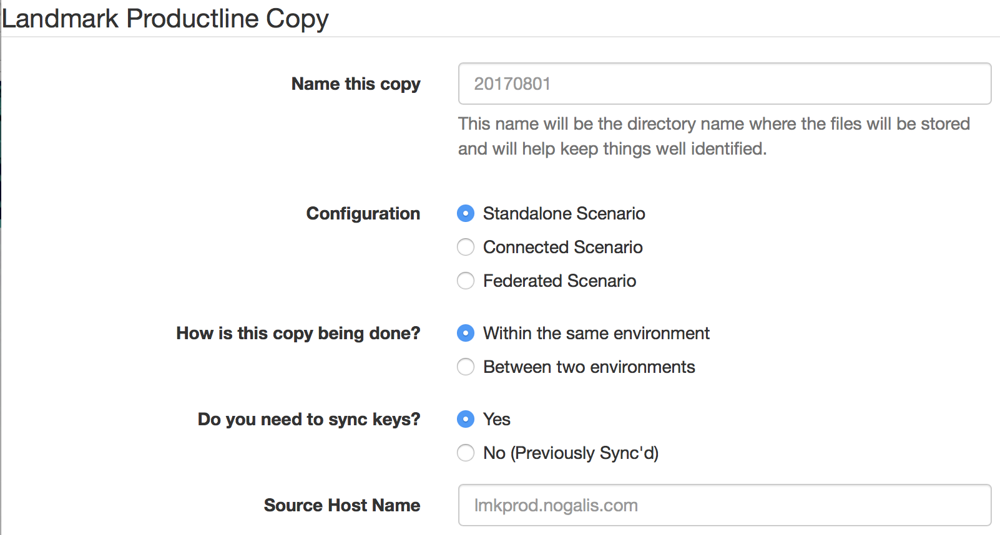 Landmark Productline Copy
Name this copy
20170801
This name will be the directory name where the files will be stored
and will help keep things well identified.
Configuration
Standalone Scenario
Connected Scenario
Federated Scenario
How is this copy being done?
Within the same environment
Between two environments
Do you need to sync keys?
Yes
No (Previously Sync'd)
Source Host Name
lmkprod.nogalis.com